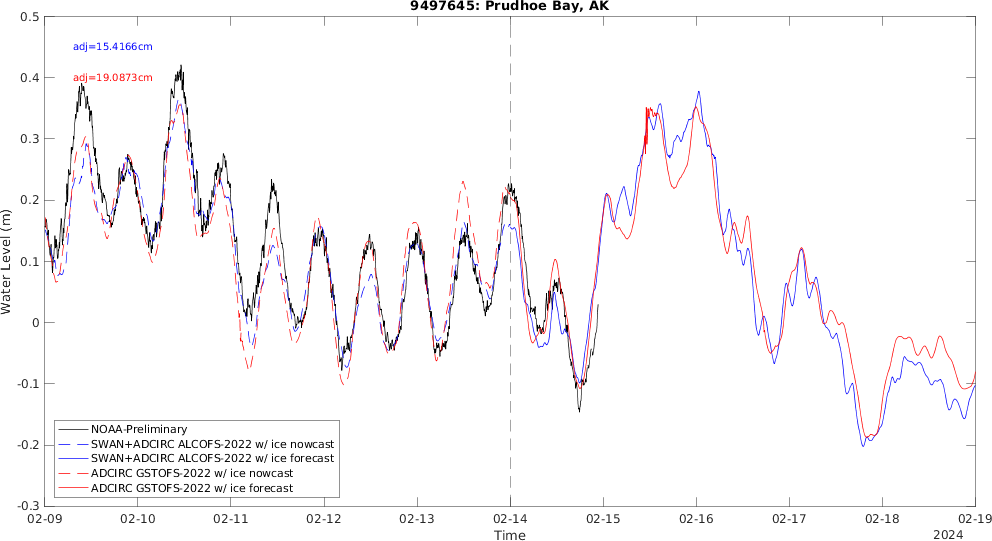 9497645: Prudhoe Bay, AK
0.5
adj=15.4166cm
0.4
adj=19.0873cm
0.3
0.2
0.1
0
-0.1
-0.2
-0.3
Water Level (m)
NOAA-Preliminary
SWAN+ADCIRC ALCOFS-2022 w/ ice nowcast
SWAN+ADCIRC ALCOFS-2022 w/ ice forecast
ADCIRC GSTOFS-2022 w/ ice nowcast
ADCIRC GSTOFS-2022 w/ ice forecast
02-09 02-10 02-11 02-12 02-13 02-14 02-15 02-16 02-17 02-18 02-19
Time
2024